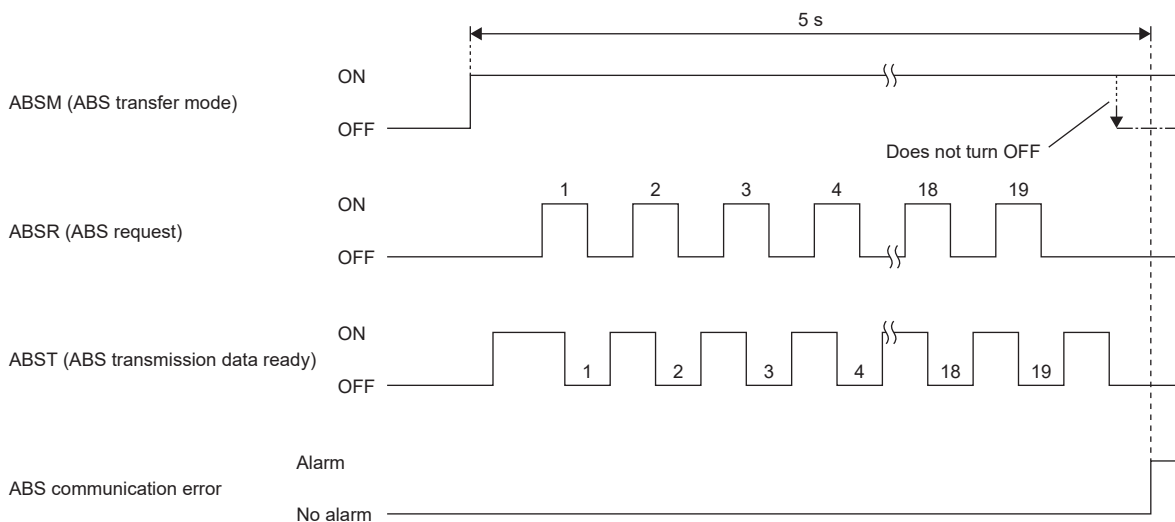 5 s
ON
ABSM (ABS transfer mode)
OFF
Does not turn OFF
1 2 3 4 18 19
ON
ABSR (ABS request)
OFF
ON
ABST (ABS transmission data ready)
1 2 3 4 18 19
OFF
Alarm
ABS communication error
No alarm